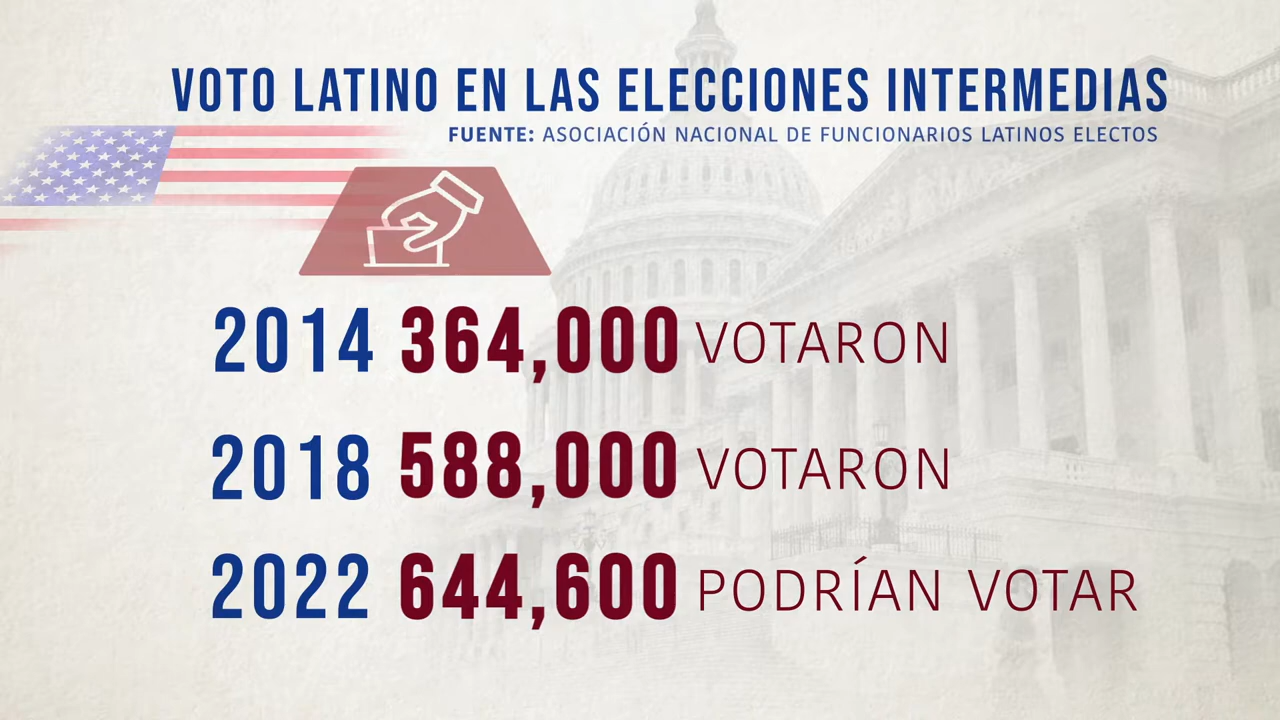 VOTO LATINO EN LAS ELECCIONES INTERMEDIAS
FUENTE: ASOCIACIÓN NACIONAL DE FUNCIONARIOS LATINOS ELECTOS
2014 364,000 VOTARON
2018 588,000 VOTARON
2022 644,600 PODRÍAN VOTAR